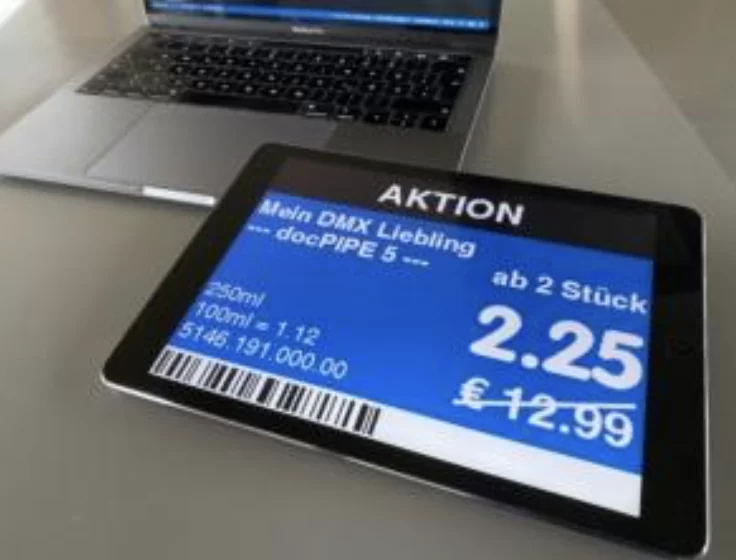 AKTION
Mein DMX Liebling
--- docPIPE 5 ---
ab 2 Stück
2.25
€ 12.99
250ml
100ml = 1.12
5146.191.000.00